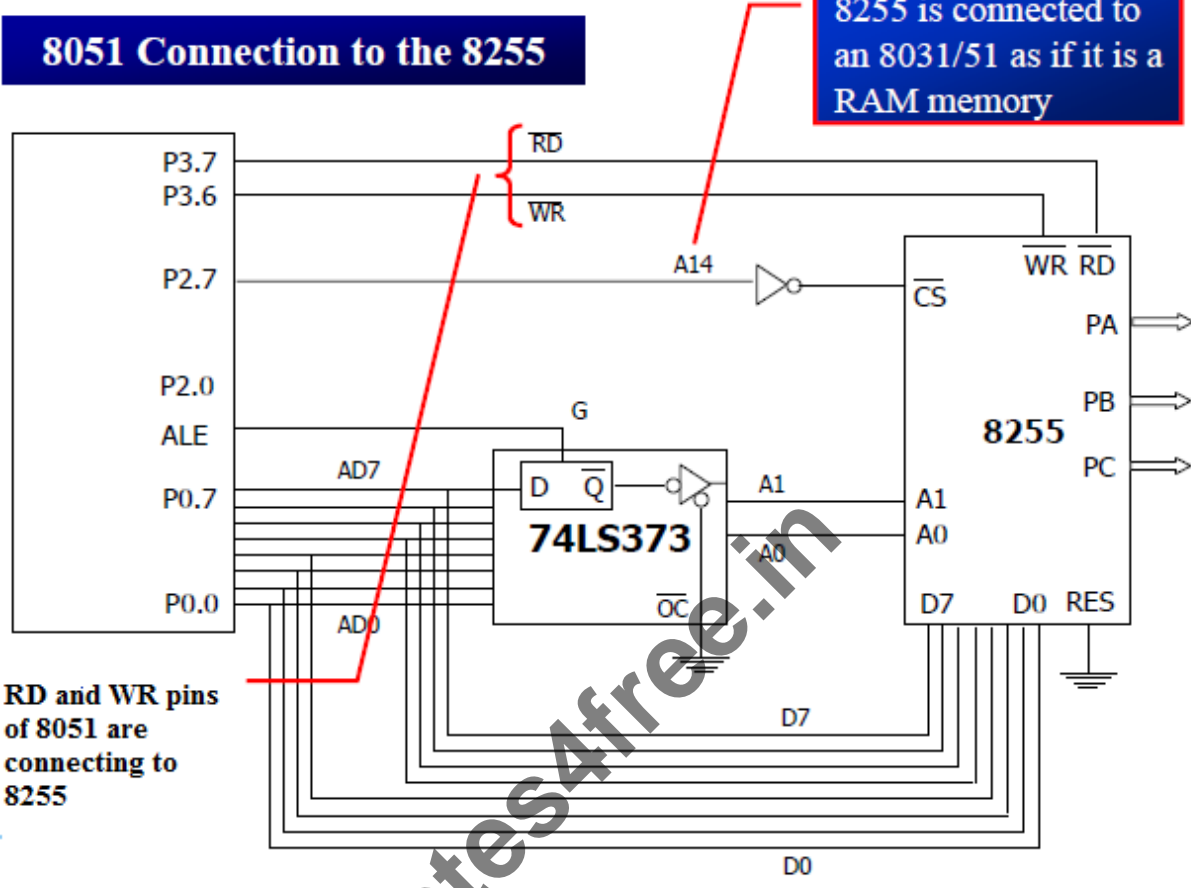 8255 is connected to
an 8031/51 as if it is a
RAM memory
8051 Connection to the 8255
P3.7
P3.6
P2.7
P2.0
ALE
P0.7
P0.0
RD
WR
A14
G
AD7
AD0
D Q
74LS373
OC
A1
A0
WR RD
CS
PA
PB
8255
PC
A1
A0
D7 D0 RES
D7
D0
RD and WR pins
of 8051 are
connecting to
8255
tes4free.in